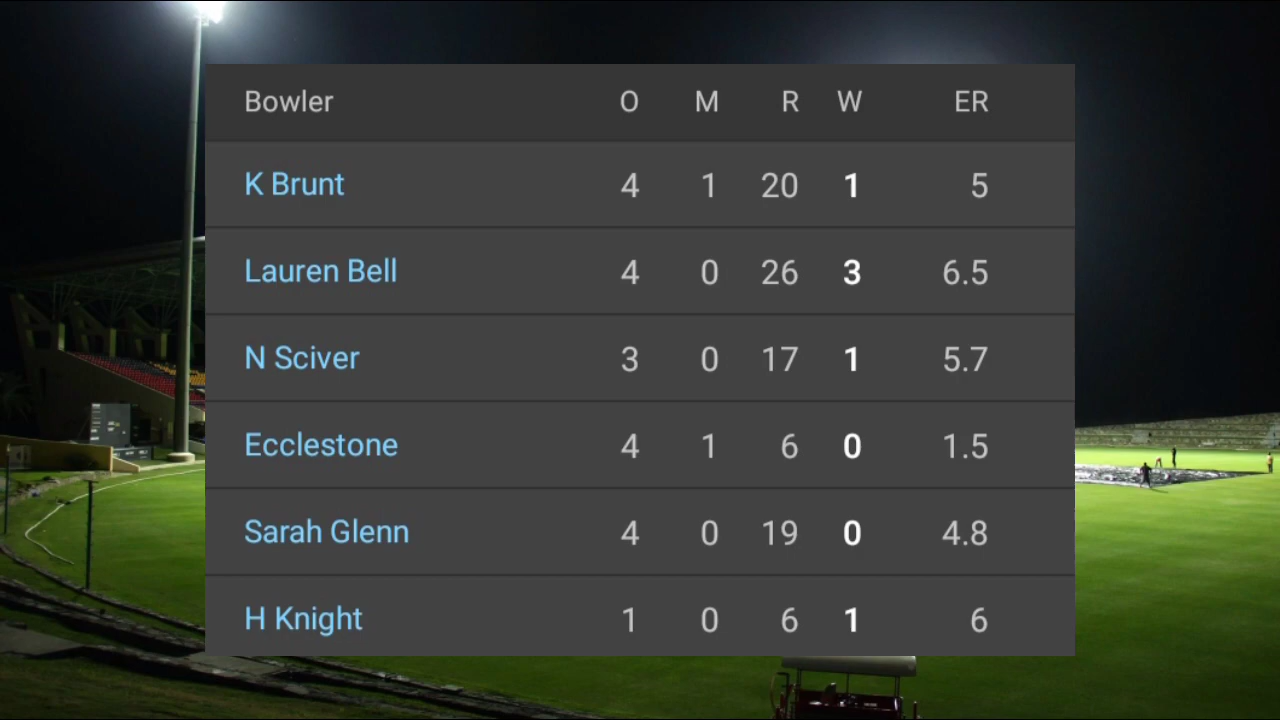 Bowler O M R W ER
K Brunt 4 1 20 1 5
Lauren Bell 4 0 26 3 6.5
N Sciver 3 0 17 1 5.7
Ecclestone 4 1 6 0 1.5
Sarah Glenn 4 0 19 0 4.8
H Knight 1 0 6 1 6